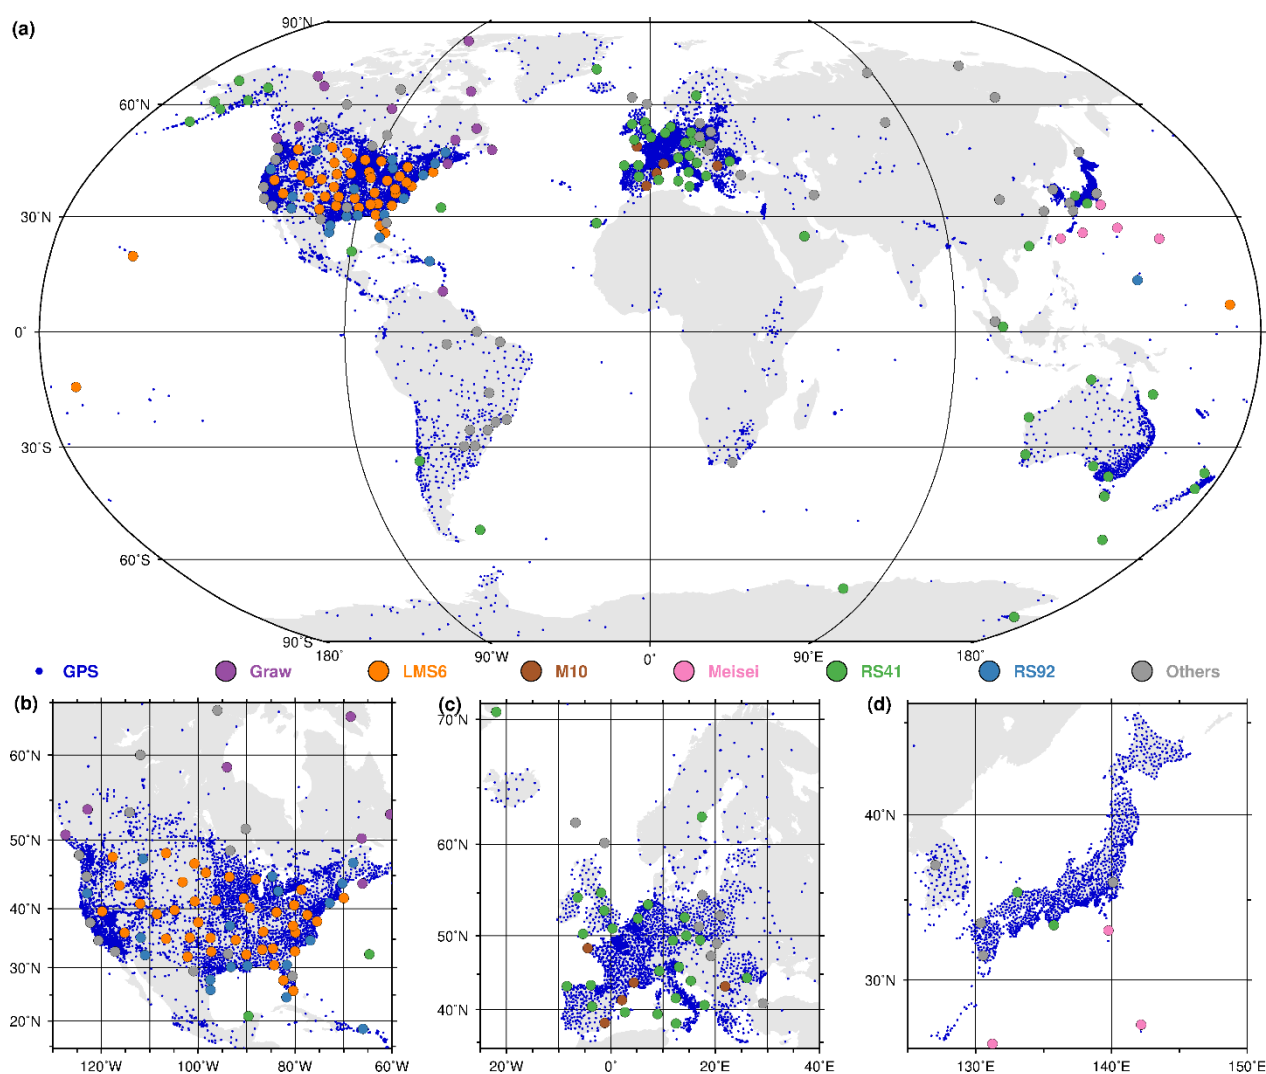 (a)
90°N
60°N
30°N
0°
30°S
60°S
90°S
180° 90°W 0° 90°E 180°
GPS Graw LMS6 M10 Meisei RS41 RS92 Others
(b) (c) (d)
60°N
50°N
40°N
30°N
20°N
120°W 100°W 80°W 60°W
70°N
60°N
50°N
40°N
20°W 0° 20°E 40°E
40°N
30°N
130°E 140°E 150°E